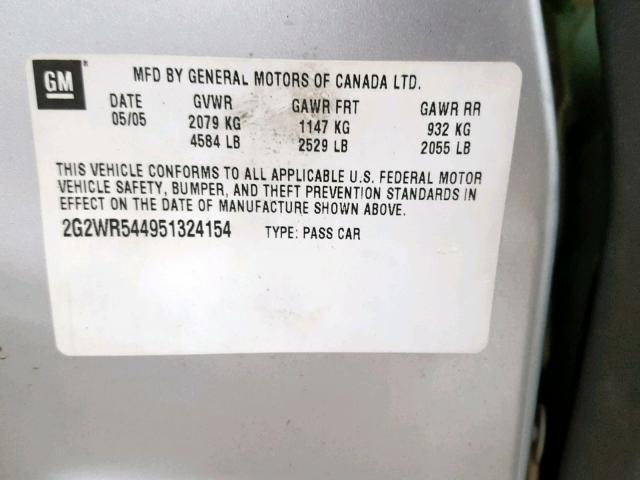 GM
®
MFD BY GENERAL MOTORS OF CANADA LTD.
DATE GVWR GAWR FRT GAWR RR
05/05 2079 KG 1147 KG 932 KG
4584 LB 2529 LB 2055 LB
THIS VEHICLE CONFORMS TO ALL APPLICABLE U.S. FEDERAL MOTOR
VEHICLE SAFETY, BUMPER, AND THEFT PREVENTION STANDARDS IN
EFFECT ON THE DATE OF MANUFACTURE SHOWN ABOVE.
2G2WR544951324154 TYPE: PASS CAR